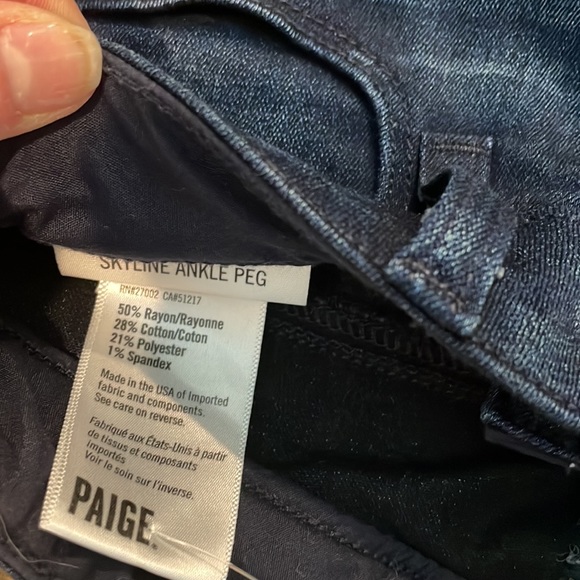 SKYLINE ANKLE PEG
RN#27002 CA#51217
50% Rayon/Rayonne
28% Cotton/Coton
21% Polyester
1% Spandex
Made in the USA of Imported
fabric and components.
See care on reverse.
Fabriqué aux États-Unis à partir
de tissus et composants
Importés
Voir le soin sur l'inverse.
PAIGE